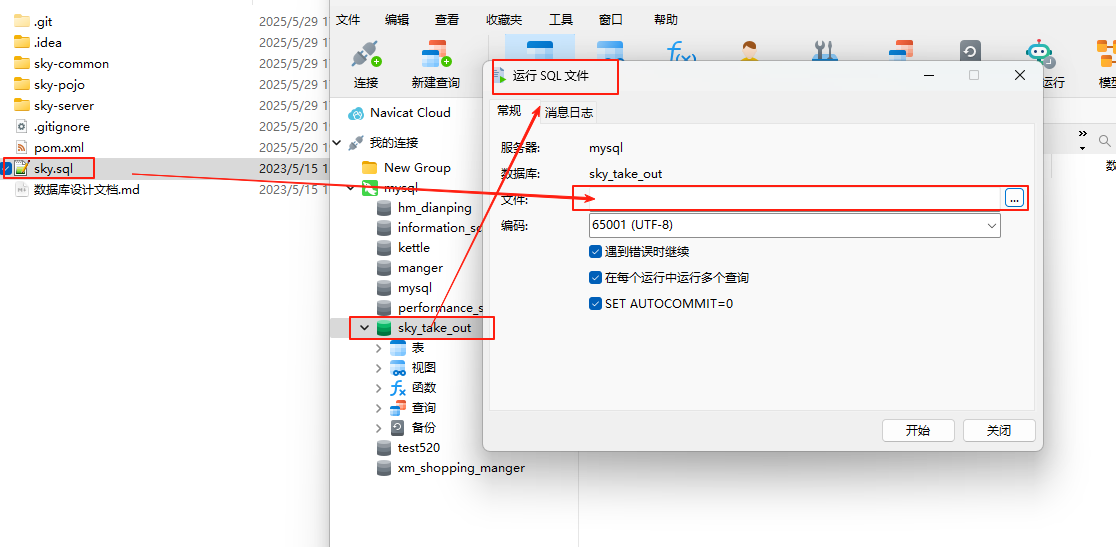 .git
2025/5/29 1
.idea
2025/5/29 1
sky-common
2025/5/29 1
sky-pojo
2025/5/29 1
sky-server
2025/5/29 1
.gitignore
2025/5/20 1
pom.xml
2025/5/20 1
sky.sql
2023/5/15 1
数据库设计文档.md
2023/5/15 1
文件 编辑 查看 收藏夹 工具 窗口 帮助
连接
新建查询
运行
Navicat Cloud
我的连接
New Group
mysql
hm_dianping
information_sc
kettle
manger
mysql
performance_s
sky_take_out
表
视图
函数
查询
备份
test520
xm_shopping_manger
运行 SQL 文件
常规 消息日志
服务器: mysql
数据库: sky_take_out
文件:
...
编码: 65001 (UTF-8)
遇到错误时继续
在每个运行中运行多个查询
SET AUTOCOMMIT=0
开始 关闭